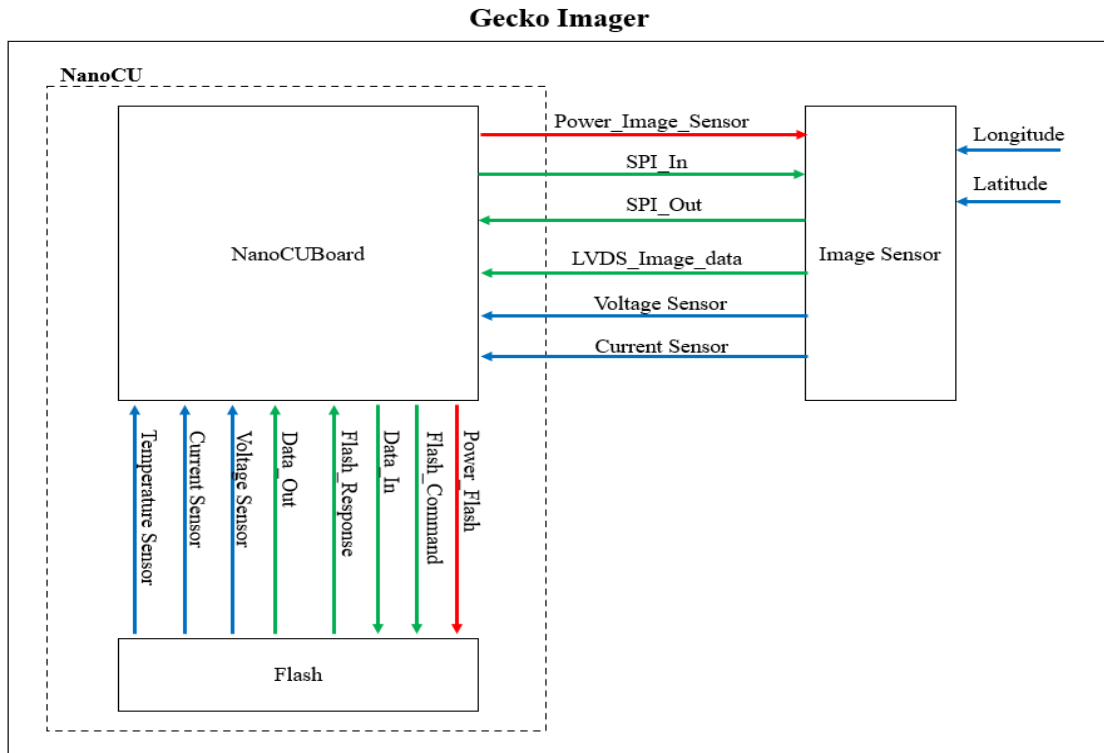 Gecko Imager
NanoCU
Power_Image_Sensor
Longitude
SPI_In
Latitude
SPI_Out
NanoCUBoard
Image Sensor
LVDS_Image_data
Voltage Sensor
Current Sensor
Temperature Sensor
Current Sensor
Voltage Sensor
Data_Out
Flash_Response
Data_In
Flash_Command
Power_Flash
Flash